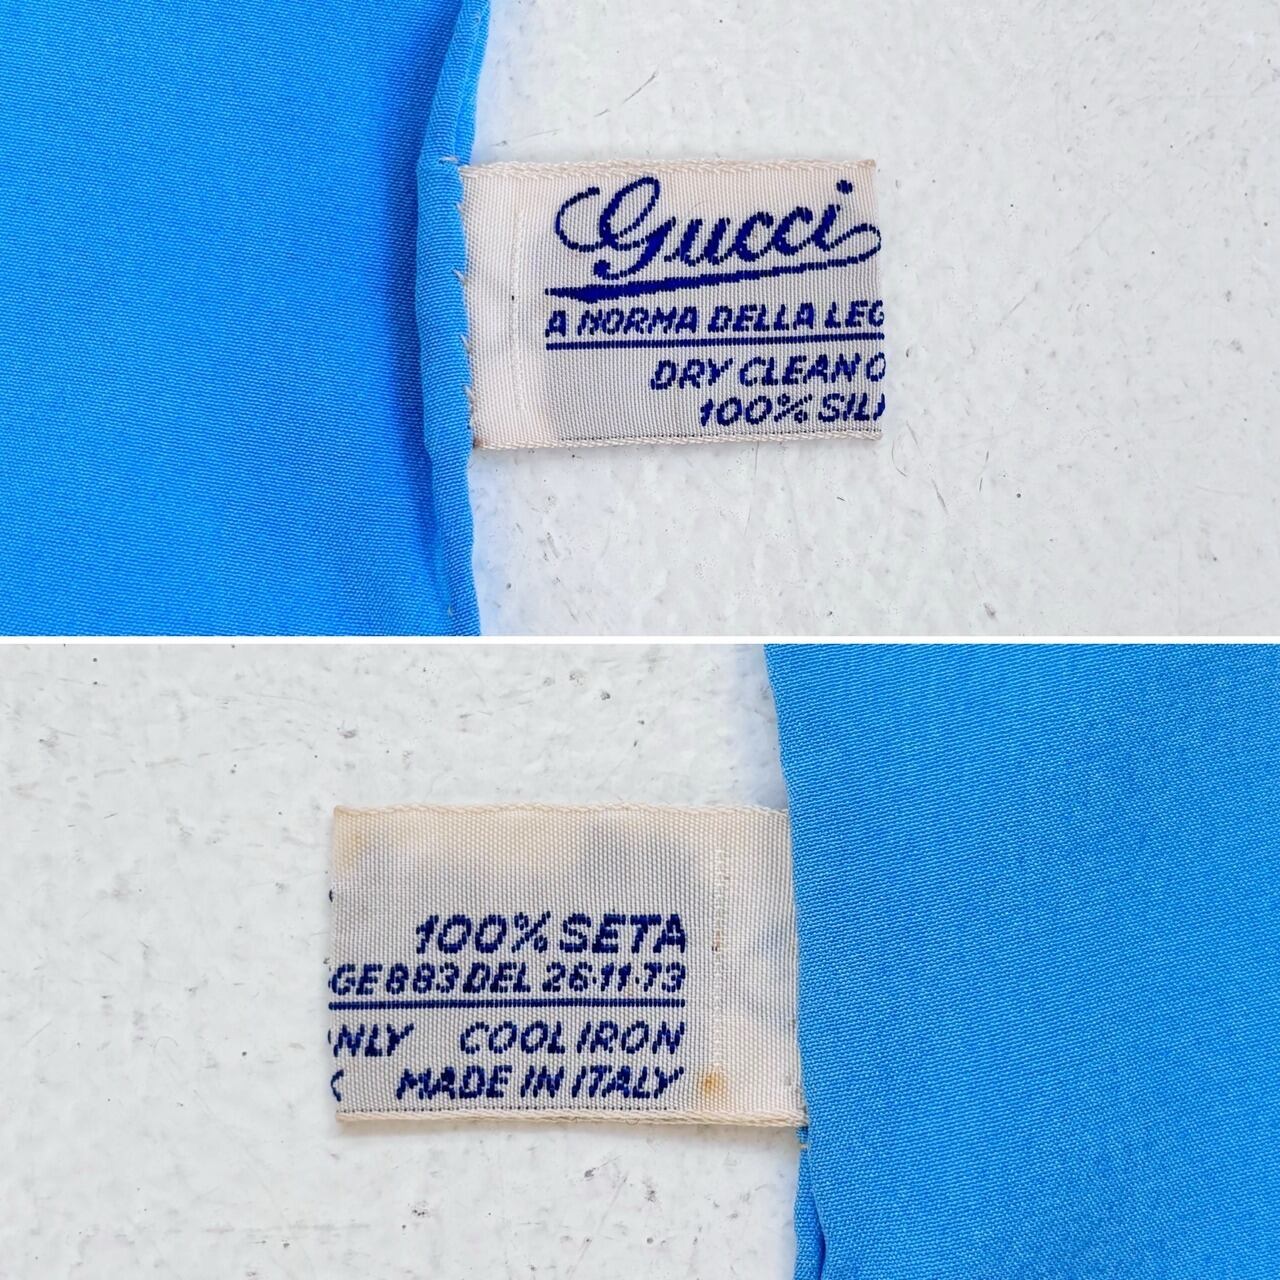 Gucci
A NORMA DELLA LEG
DRY CLEAN O
100% SIL
100% SETA
GE 883 DEL 26·11·73
NLY COOL IRON
K MADE IN ITALY